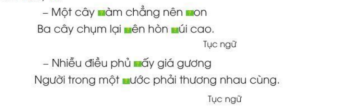 – Một cây ▢àm chẳng nên ▢on
Ba cây chụm lại ▢ên hòn ▢úi cao.
Tục ngữ
– Nhiễu điều phủ ▢ấy giá gương
Người trong một ▢ước phải thương nhau cùng.
Tục ngữ